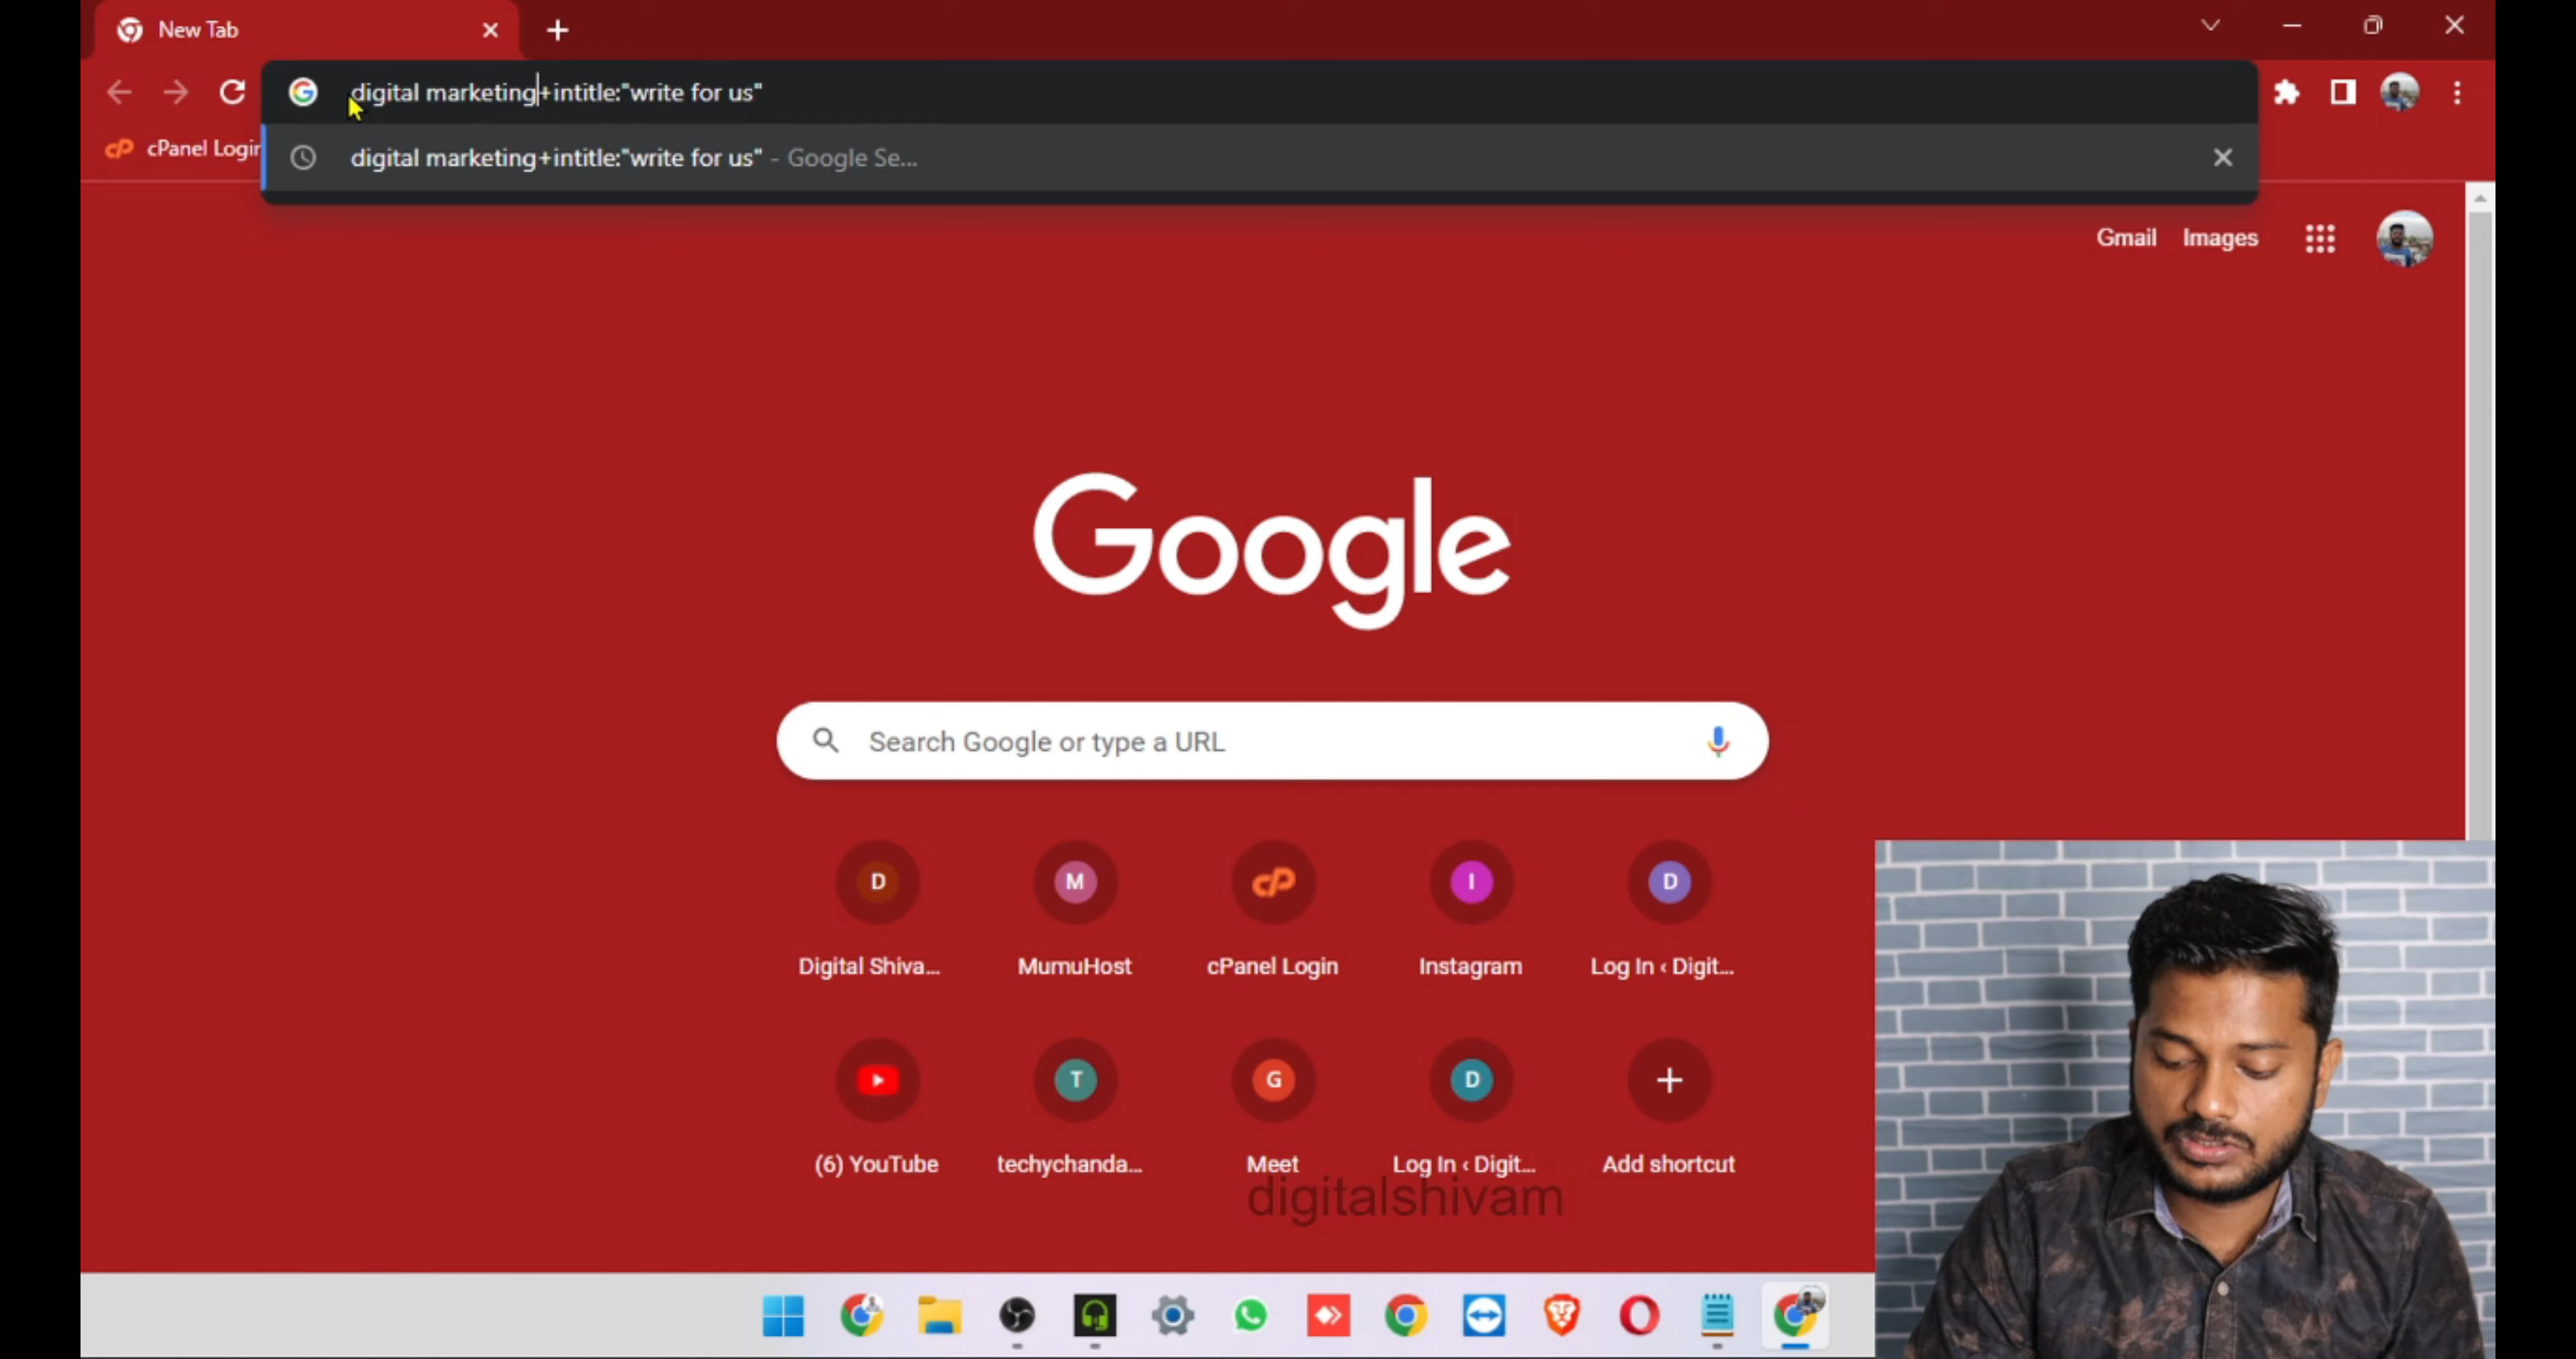 New Tab
digital marketing+intitle:"write for us"
cPanel Login
digital marketing+intitle:"write for us" - Google Se...
Gmail Images
Google
Search Google or type a URL
D M cP I D
Digital Shiva... MumuHost cPanel Login Instagram Log In ‹ Digit...
T G D
(6) YouTube techychanda... Meet Log In ‹ Digit... Add shortcut
digitalshivam